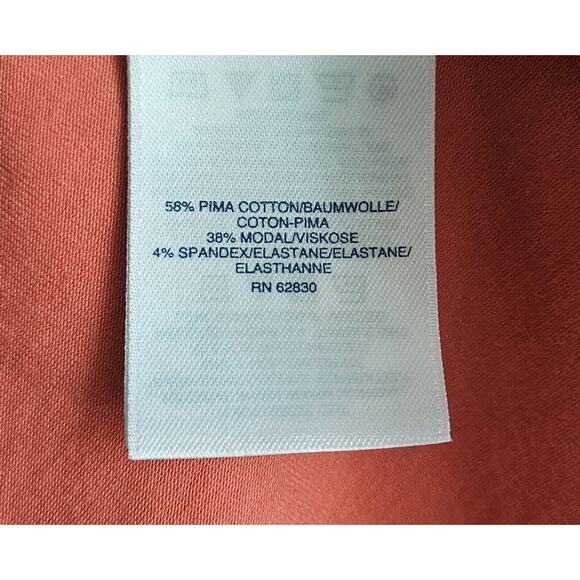 58% PIMA COTTON/BAUMWOLLE/
COTON-PIMA
38% MODAL/VISKOSE
4% SPANDEX/ELASTANE/ELASTANE/
ELASTHANNE
RN 62830